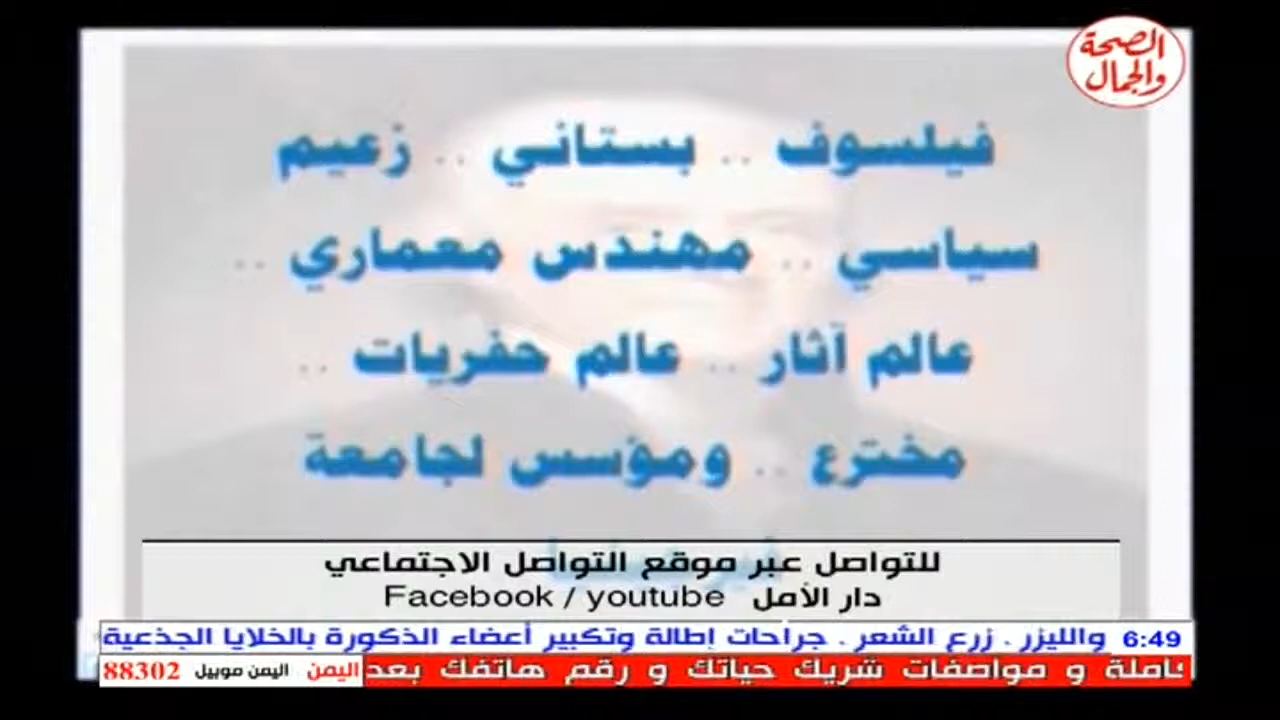 الصحة
والجمال
فيلسوف .. بستاني .. زعيم
سياسي .. مهندس معماري ..
عالم آثار .. عالم حفريات ..
مخترع .. ومؤسس لجامعة
للتواصل عبر موقع التواصل الاجتماعي
دار الأمل Facebook / youtube
6:49 والليزر . زرع الشعر . جراحات إطالة وتكبير أعضاء الذكورة بالخلايا الجذعية
و مواصفات شريك حياتك و رقم هاتفك بعد اليمن اليمن موبيل 88302